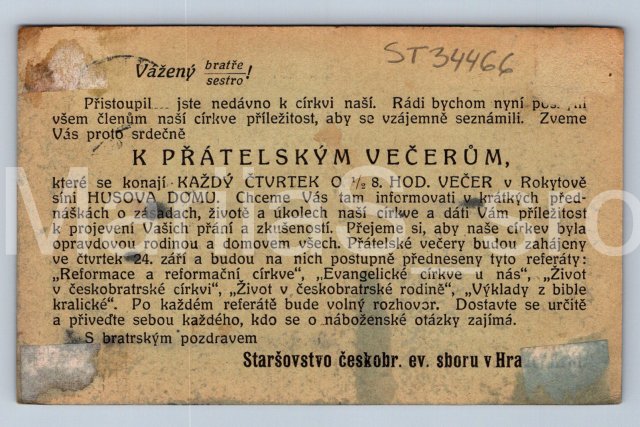 ST34466
Vážený bratře
sestro!
Přistoupil... jste nedávno k církvi naší. Rádi bychom nyní
všem členům naší církve příležitost, aby se vzájemně seznámili. Zveme
Vás proto srdečně
K PŘÁTELSKÝM VEČERŮM,
které se konají KAŽDÝ ČTVRTEK O ½ 8. HOD. VEČER v Rokytově
síni HUSOVA DOMU. Chceme Vás tam informovati v krátkých před-
náškách o zásadách, životě a úkolech naší církve a dáti Vám příležitost
k projevení Vašich přání a zkušeností. Přejeme si, aby naše církev byla
opravdovou rodinou a domovem všech. Přátelské večery budou zahájeny
ve čtvrtek 24. září a budou na nich postupně předneseny tyto referáty:
„Reformace a reformační církve“, „Evangelické církve u nás“, „Život
v českobratrské církvi“, „Život v českobratrské rodině“, „Výklady z bible
kralické“. Po každém referátě bude volný rozhovor. Dostavte se určitě
a přiveďte sebou každého, kdo se o náboženské otázky zajímá.
S bratrským pozdravem
Staršovstvo českobr. ev. sboru v